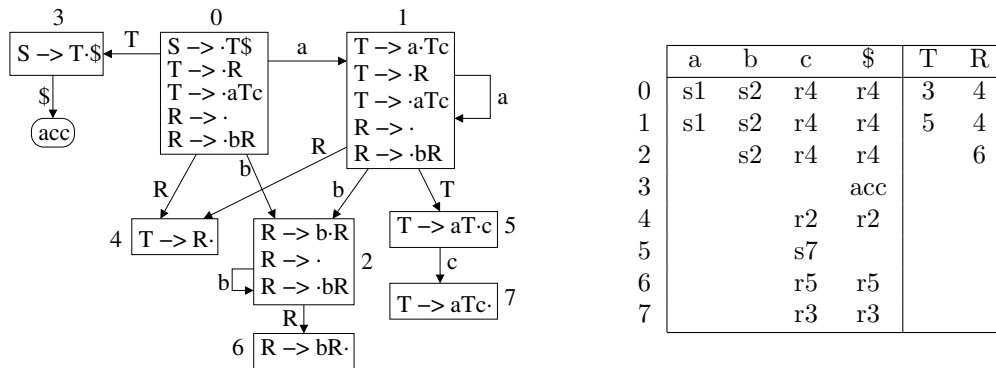 3
S –> T·$
T
$
acc
0
S –> ·T$
T –> ·R
T –> ·aTc
R –> ·
R –> ·bR
a
1
T –> a·Tc
T –> ·R
T –> ·aTc
R –> ·
R –> ·bR
a
R
b
R
b
T
4
T –> R·
R –> b·R
R –> ·
R –> ·bR
2
b
T –> aT·c
5
c
T –> aTc·
7
R
6
R –> bR·
a b c $ T R
0 s1 s2 r4 r4 3 4
1 s1 s2 r4 r4 5 4
2 s2 r4 r4 6
3 acc
4 r2 r2
5 s7
6 r5 r5
7 r3 r3